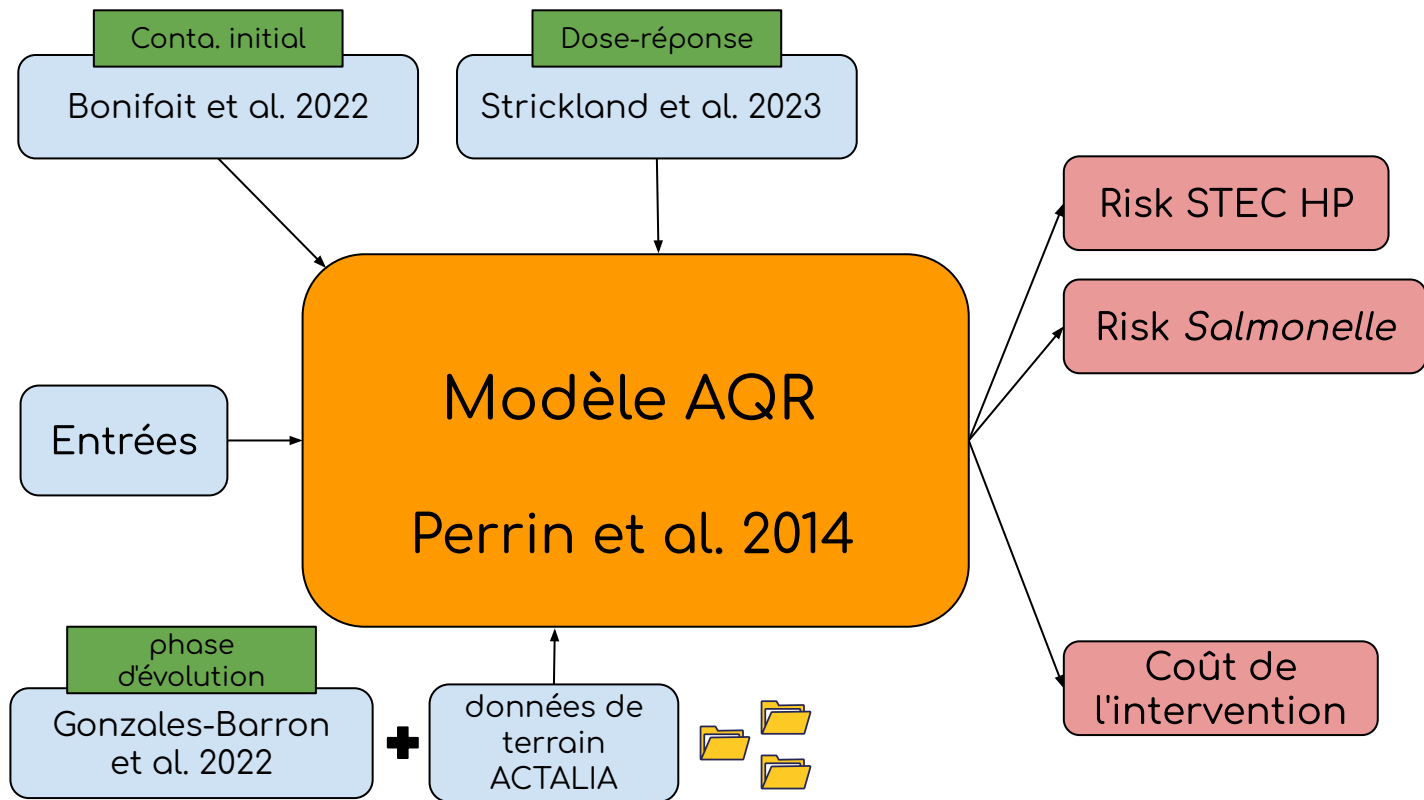 Conta. initial
Bonifait et al. 2022
Dose-réponse
Strickland et al. 2023
Risk STEC HP
Risk Salmonelle
Entrées
Modèle AQR
Perrin et al. 2014
phase
d'évolution
Gonzales-Barron
et al. 2022
données de
terrain
ACTALIA
Coût de
l'intervention